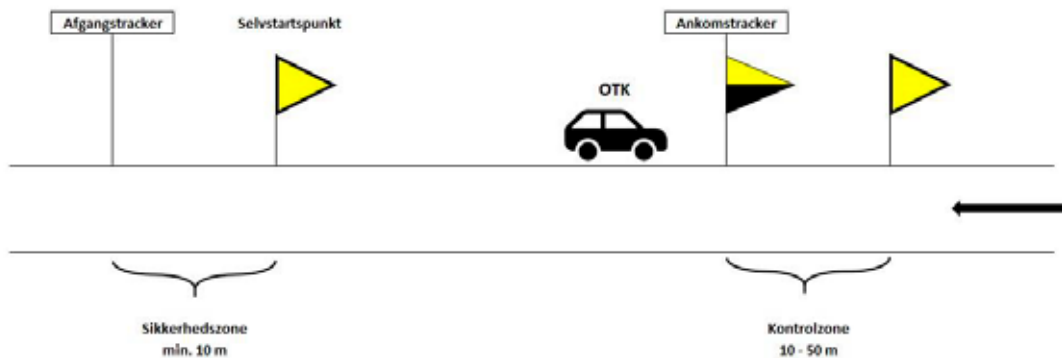 Afgangstracker
Selvstartspunkt
Ankomstracker
OTK
Sikkerhedszone
min. 10 m
Kontrolzone
10 - 50 m